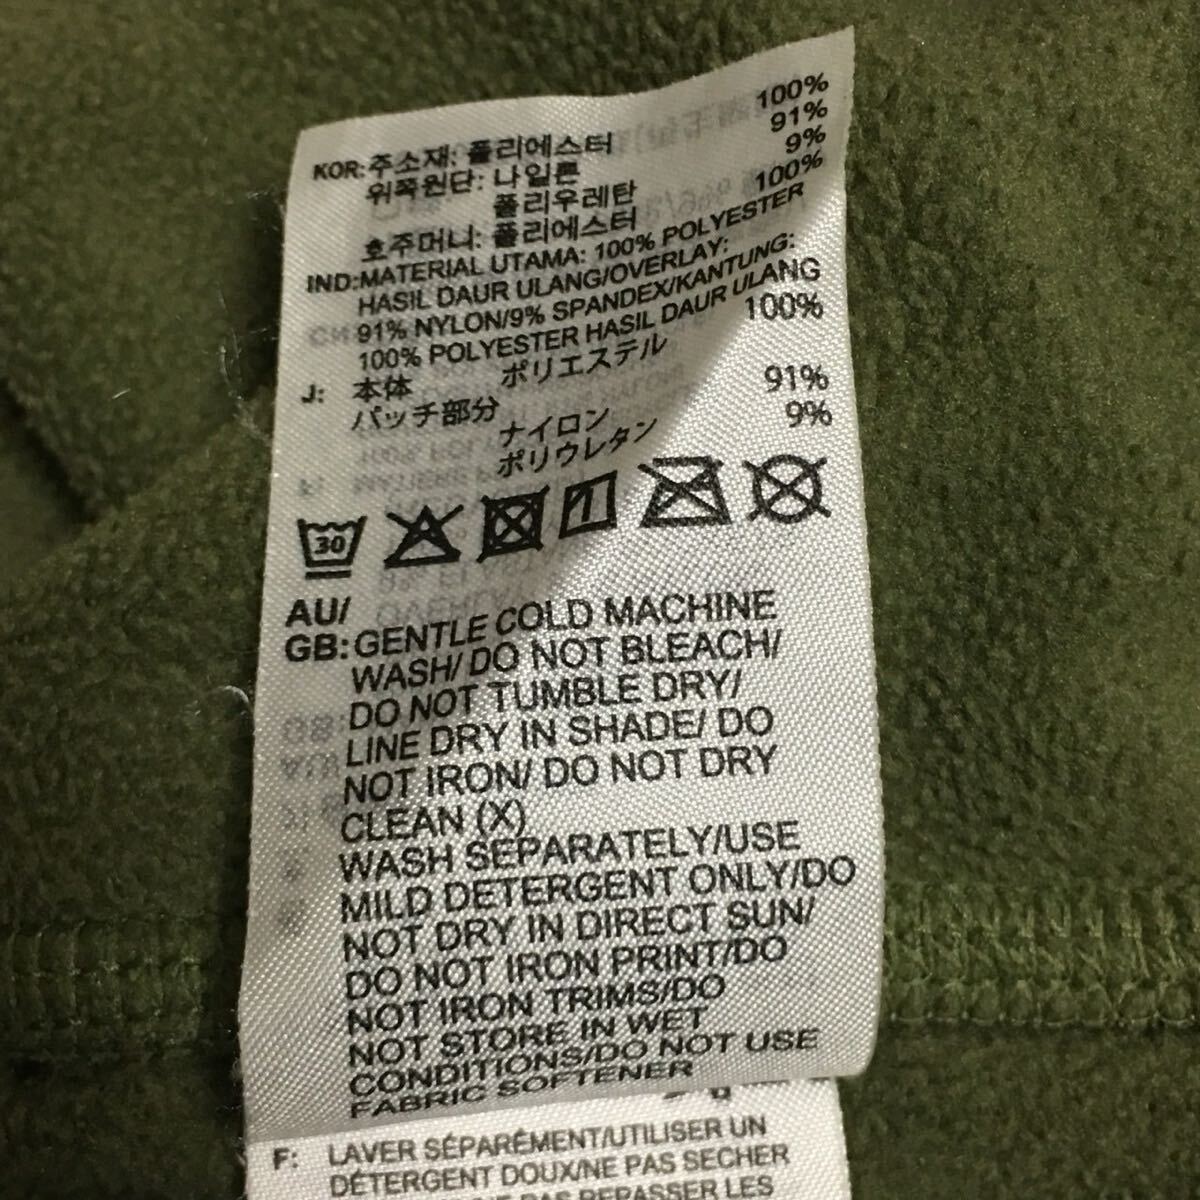 KOR: 주소재: 폴리에스터 100%
위쪽원단: 나일론 91%
폴리우레탄 9%
호주머니: 폴리에스터 100%
IND: MATERIAL UTAMA: 100% POLYESTER
HASIL DAUR ULANG/OVERLAY:
91% NYLON/9% SPANDEX/KANTUNG:
100% POLYESTER HASIL DAUR ULANG
J: 本体 ポリエステル 100%
パッチ部分
ナイロン 91%
ポリウレタン 9%
30
AU/
GB: GENTLE COLD MACHINE
WASH/ DO NOT BLEACH/
DO NOT TUMBLE DRY/
LINE DRY IN SHADE/ DO
NOT IRON/ DO NOT DRY
CLEAN (X)
WASH SEPARATELY/USE
MILD DETERGENT ONLY/DO
NOT DRY IN DIRECT SUN/
DO NOT IRON PRINT/DO
NOT IRON TRIMS/DO
NOT STORE IN WET
CONDITIONS/DO NOT USE
FABRIC SOFTENER
F: LAVER SÉPARÉMENT/UTILISER UN
DÉTERGENT DOUX/NE PAS SECHER
PAS REPASSER LES